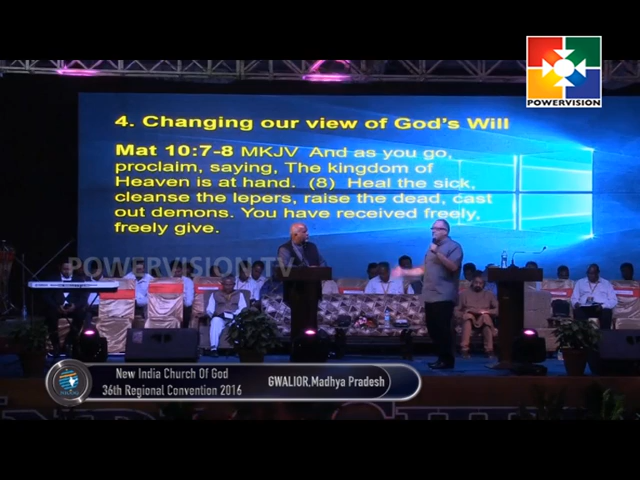 POWERVISION
4. Changing our view of God's Will
Mat 10:7-8 MKJV And as you go,
proclaim, saying, The kingdom of
Heaven is at hand. (8) Heal the sick,
cleanse the lepers, raise the dead, cast
out demons. You have received freely,
freely give.
POWERVISION TV
New India Church Of God
36th Regional Convention 2016
GWALIOR,Madhya Pradesh